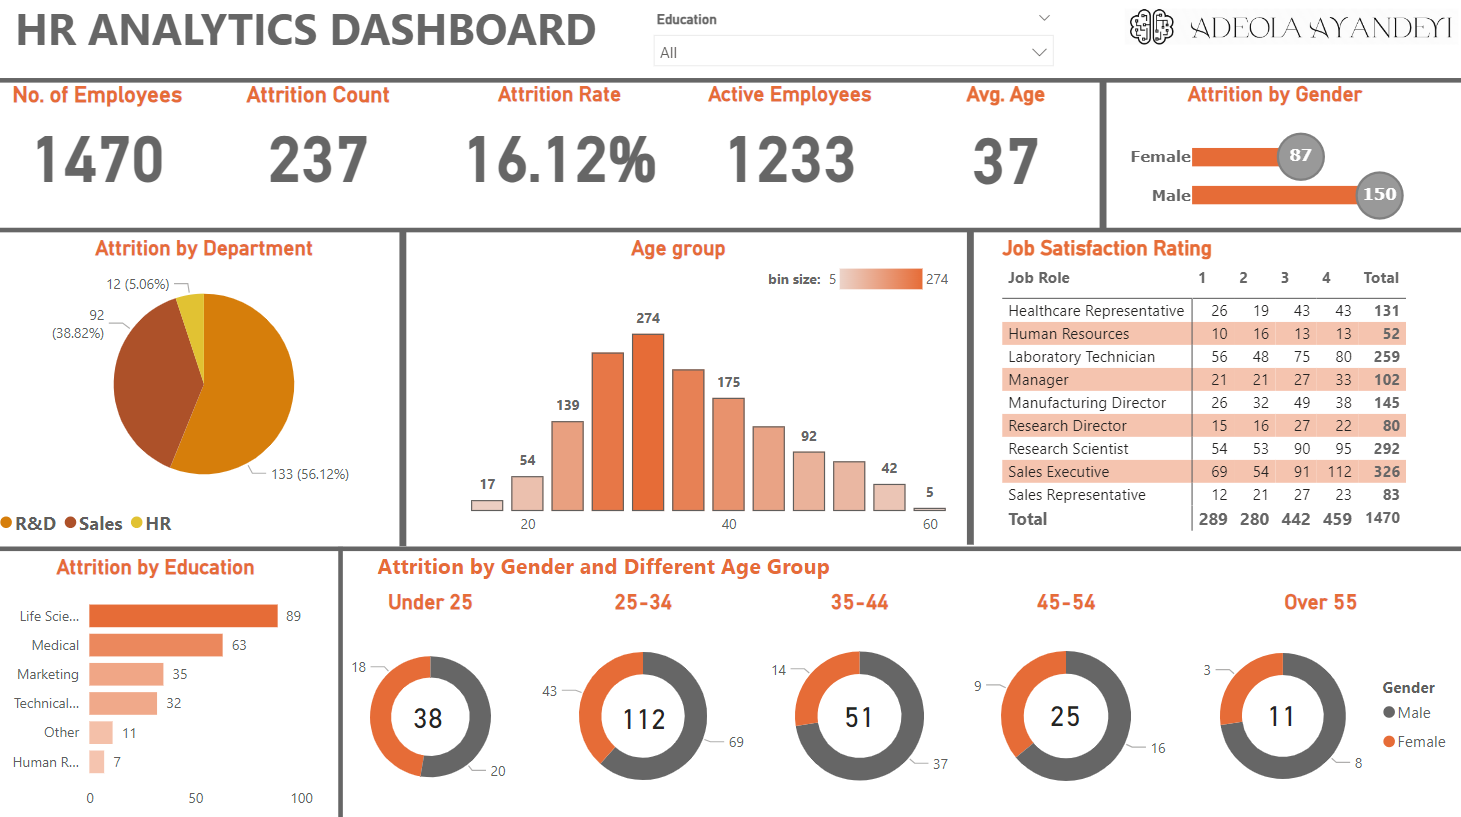 HR ANALYTICS DASHBOARD
Education
All
ADEOLA AYANDEYI
No. of Employees
1470
Attrition Count
237
Attrition Rate
16.12%
Active Employees
1233
Avg. Age
37
Attrition by Gender
Female 87
Male 150
Attrition by Department
12 (5.06%)
92
(38.82%)
133 (56.12%)
R&D Sales HR
Age group
bin size: 5 274
17
54
139
274
175
92
42
5
20 40 60
Job Satisfaction Rating
Job Role 1 2 3 4 Total
Healthcare Representative 26 19 43 43 131
Human Resources 10 16 13 13 52
Laboratory Technician 56 48 75 80 259
Manager 21 21 27 33 102
Manufacturing Director 26 32 49 38 145
Research Director 15 16 27 22 80
Research Scientist 54 53 90 95 292
Sales Executive 69 54 91 112 326
Sales Representative 12 21 27 23 83
Total 289 280 442 459 1470
Attrition by Education
Life Scie... 89
Medical 63
Marketing 35
Technical... 32
Other 11
Human R... 7
0 50 100
Attrition by Gender and Different Age Group
Under 25
18
38
20
25-34
43
112
69
35-44
14
51
37
45-54
9
25
16
Over 55
3
11
8
Gender
Male
Female